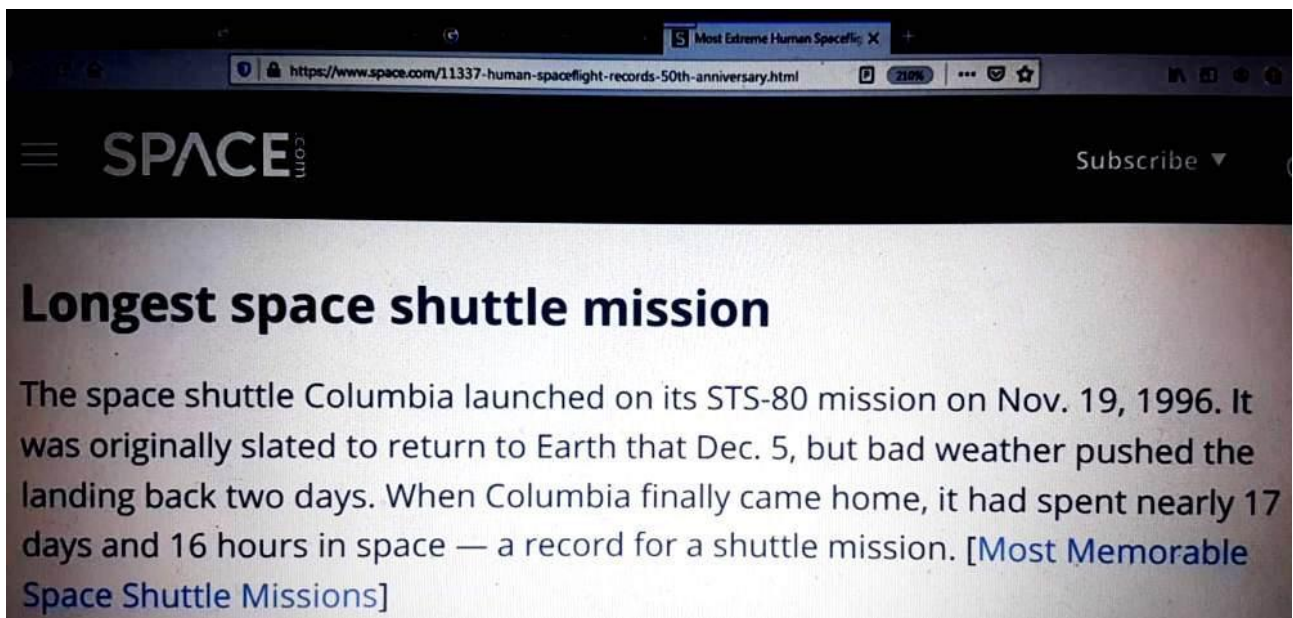 S Most Extreme Human Spaceflig X +
https://www.space.com/11337-human-spaceflight-records-50th-anniversary.html 210% ...
SPACE.com Subscribe
Longest space shuttle mission
The space shuttle Columbia launched on its STS-80 mission on Nov. 19, 1996. It
was originally slated to return to Earth that Dec. 5, but bad weather pushed the
landing back two days. When Columbia finally came home, it had spent nearly 17
days and 16 hours in space — a record for a shuttle mission. [Most Memorable
Space Shuttle Missions]